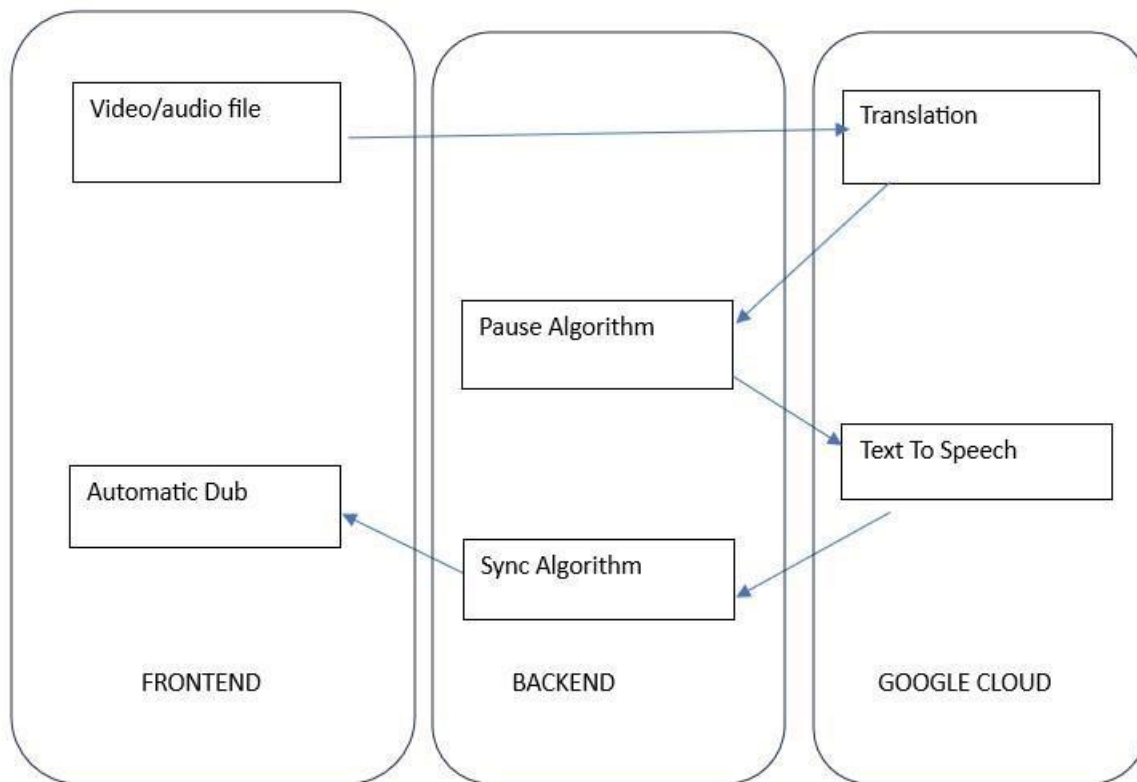 Video/audio file
Translation
Pause Algorithm
Text To Speech
Automatic Dub
Sync Algorithm
FRONTEND
BACKEND
GOOGLE CLOUD